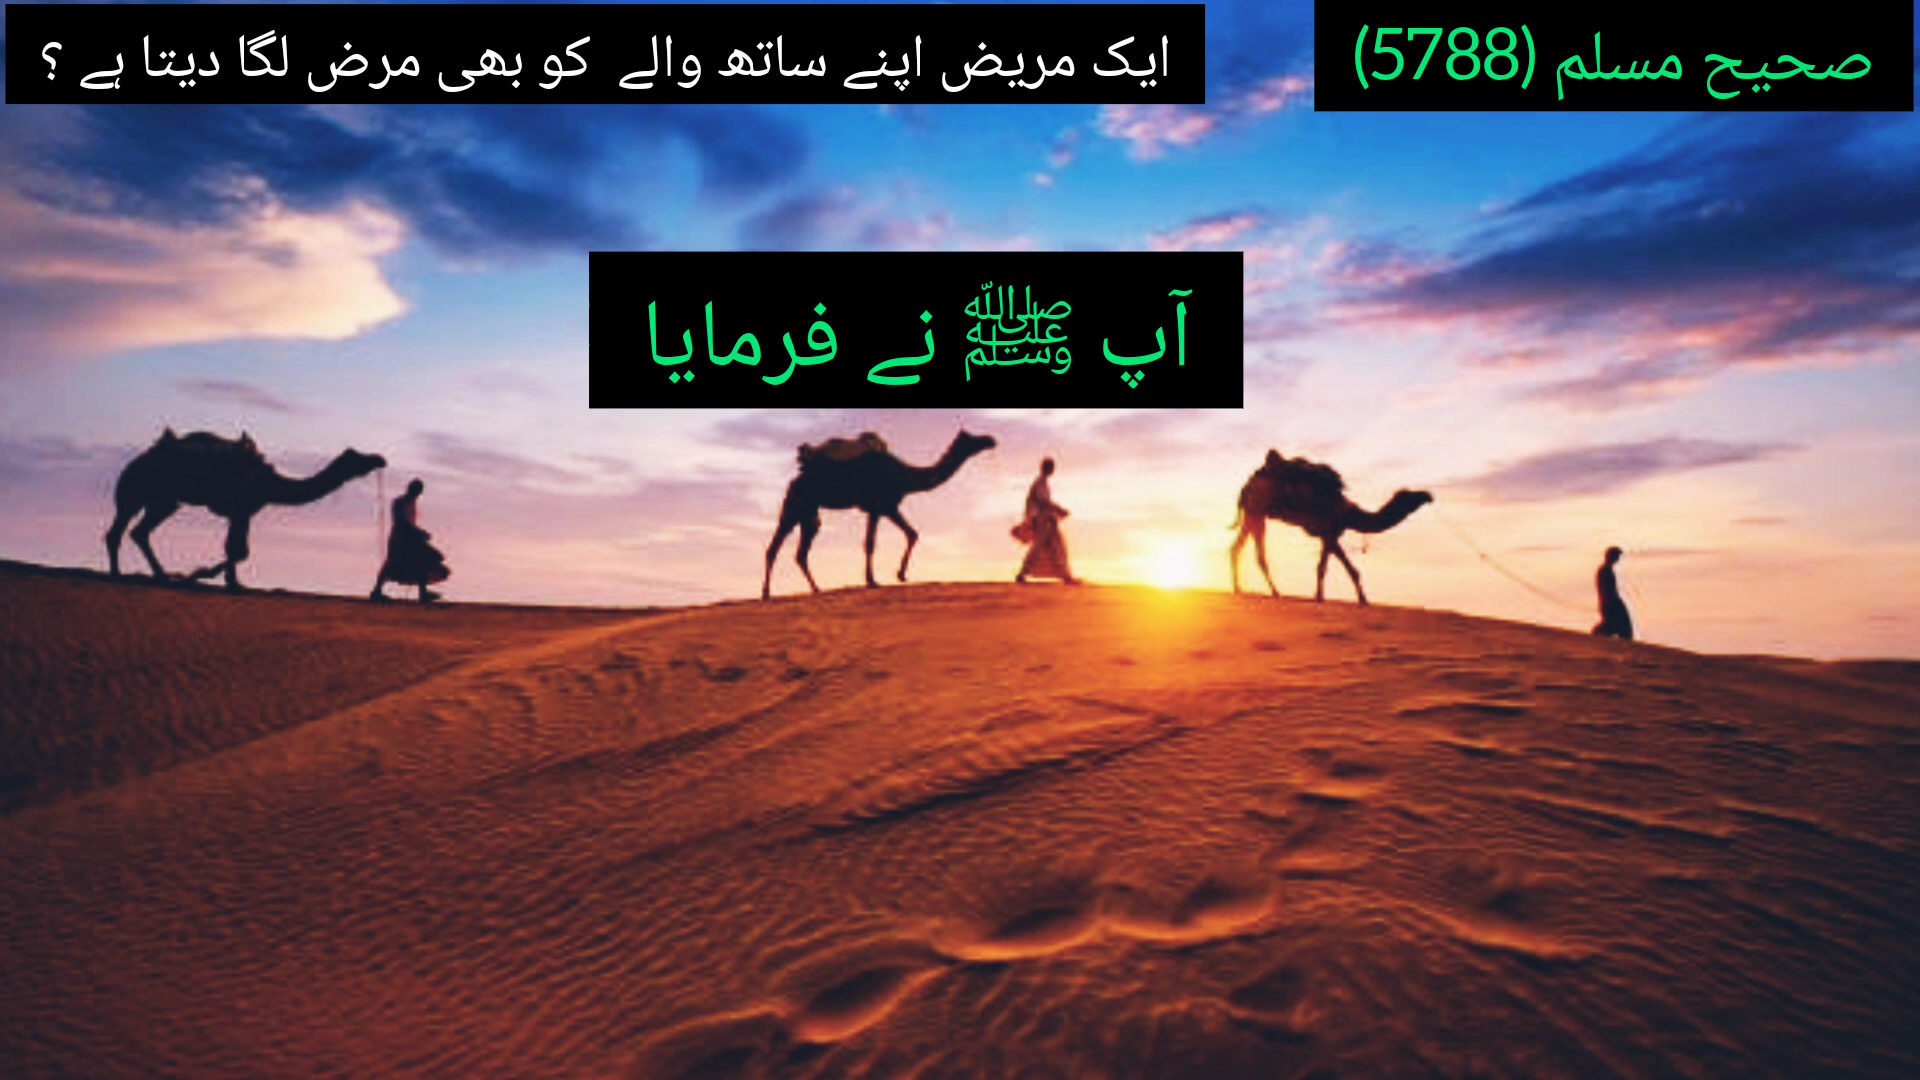 صحیح مسلم (5788)
ایک مریض اپنے ساتھ والے کو بھی مرض لگا دیتا ہے ؟
آپ ﷺ نے فرمایا